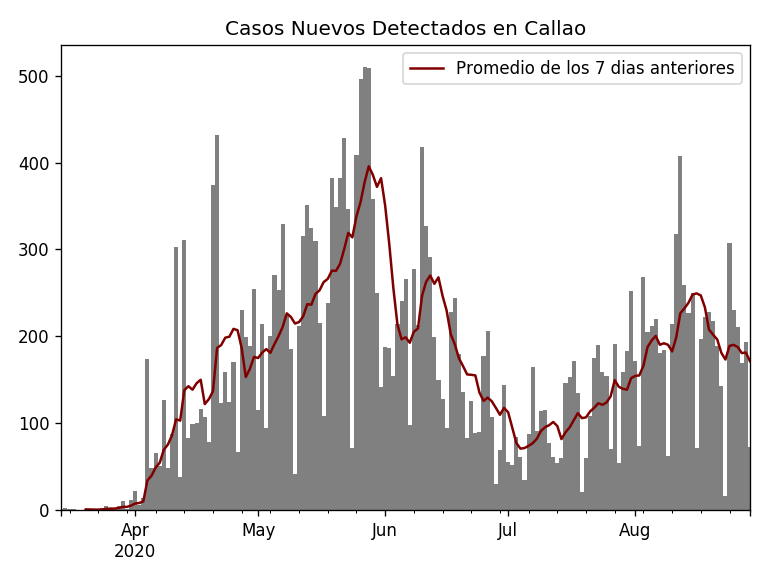 Casos Nuevos Detectados en Callao
Promedio de los 7 dias anteriores
500
400
300
200
100
0
Apr
2020
May
Jun
Jul
Aug